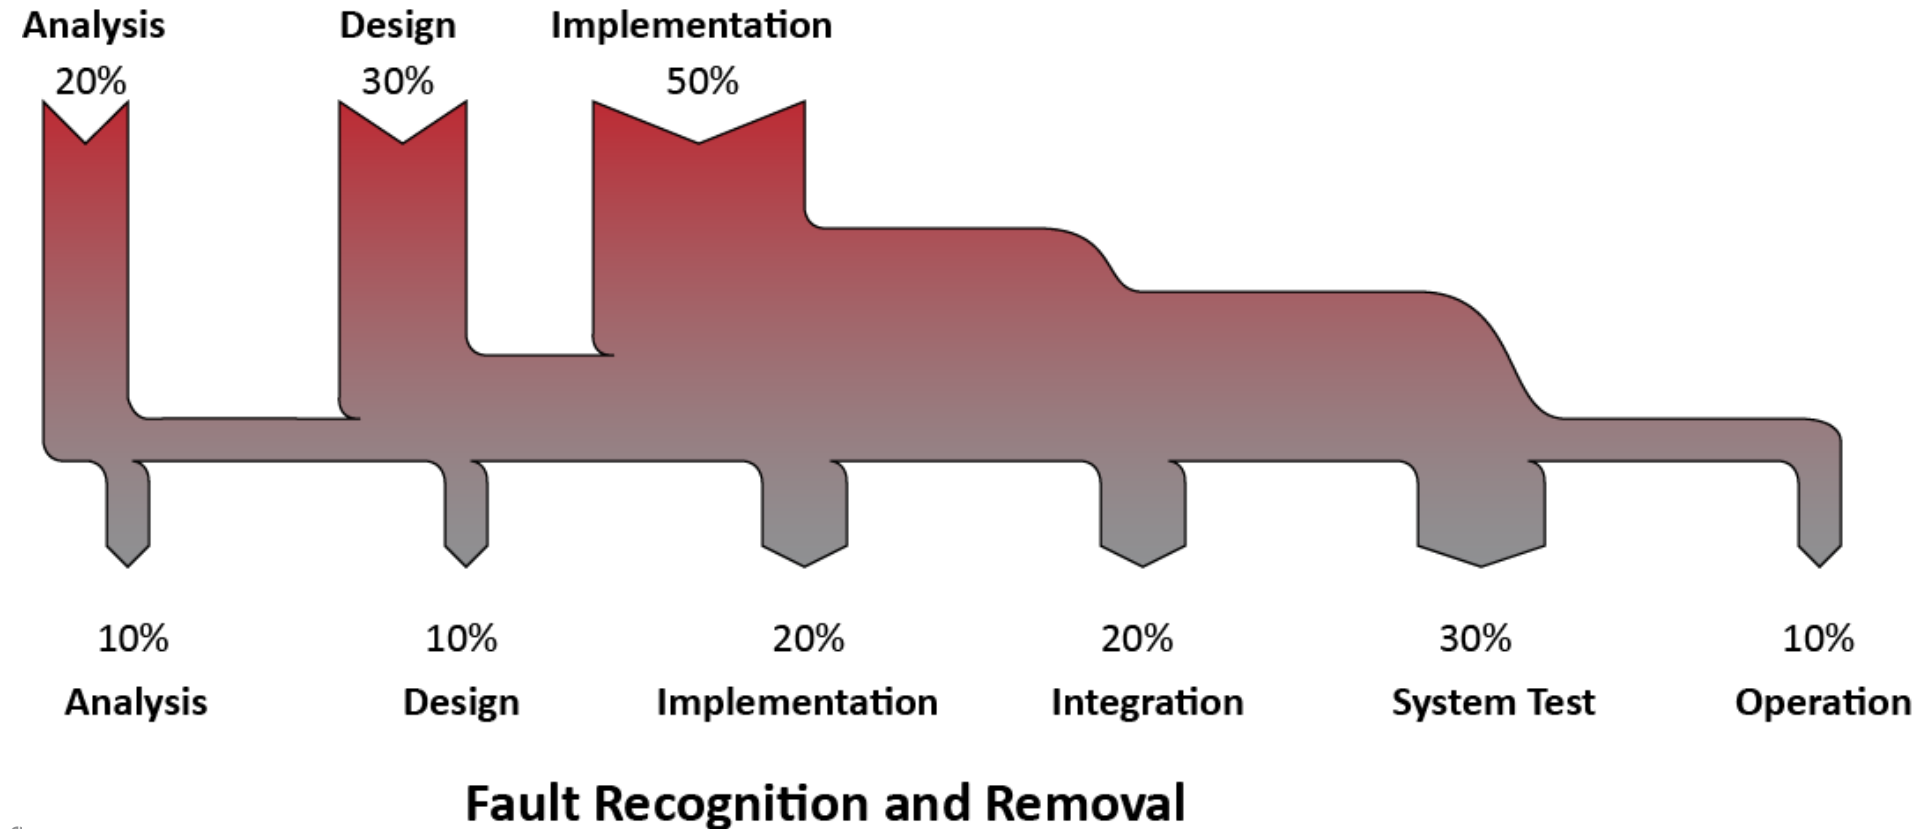 Analysis Design Implementation
20% 30% 50%
10% 10% 20% 20% 30% 10%
Analysis Design Implementation Integration System Test Operation
Fault Recognition and Removal